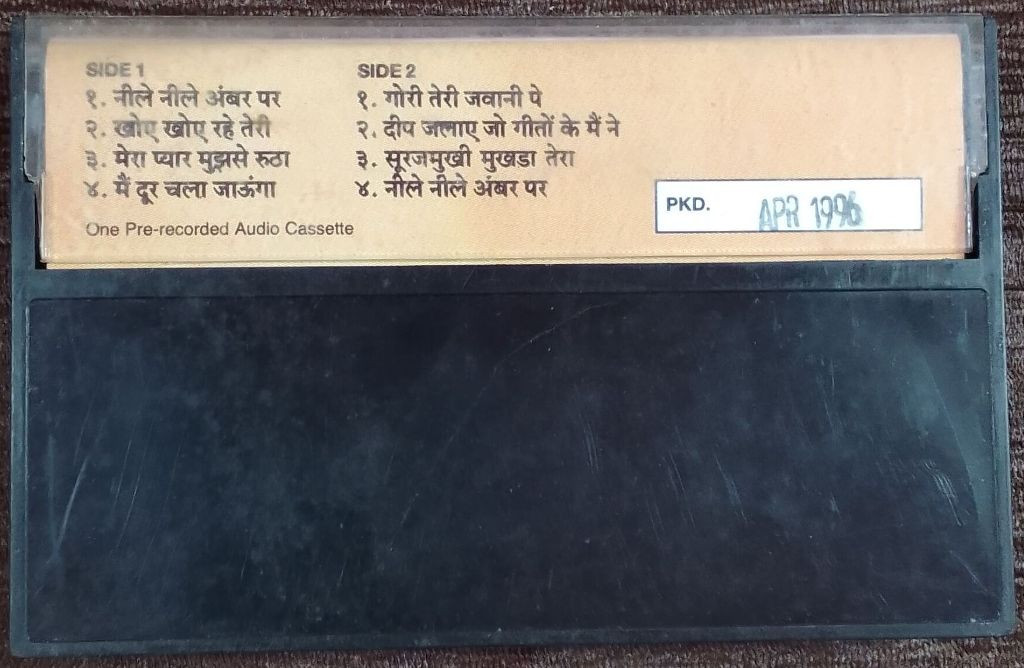 SIDE 1
१. नीले नीले अंबर पर
२. खोए खोए रहे तेरी
३. मेरा प्यार मुझसे रुठा
४. मैं दूर चला जाऊंगा
One Pre-recorded Audio Cassette
SIDE 2
१. गोरी तेरी जवानी पे
२. दीप जलाए जो गीतों के मैं ने
३. सूरजमुखी मुखडा तेरा
४. नीले नीले अंबर पर
PKD. APR 1996